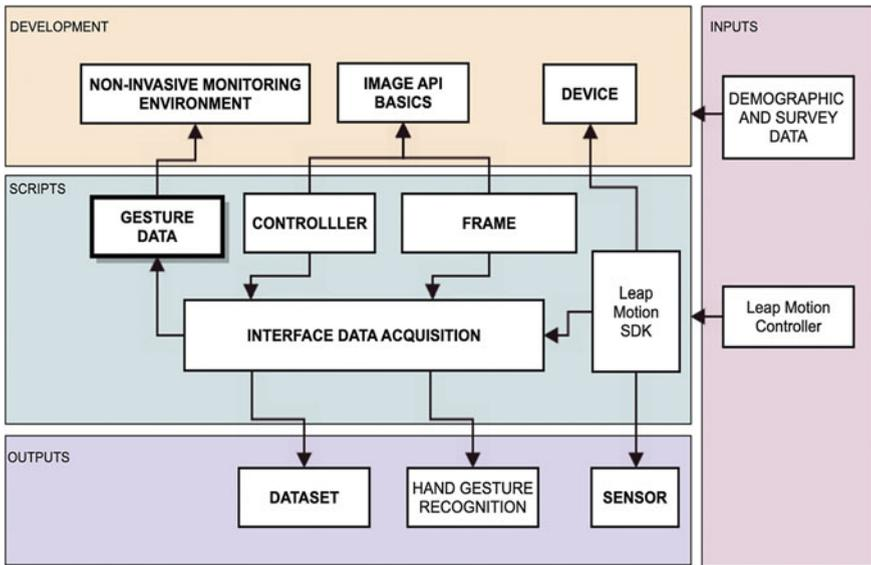 DEVELOPMENT
INPUTS
NON-INVASIVE MONITORING
ENVIRONMENT
IMAGE API
BASICS
DEVICE
DEMOGRAPHIC
AND SURVEY
DATA
SCRIPTS
GESTURE
DATA
CONTROLLLER
FRAME
Leap
Motion
SDK
Leap Motion
Controller
INTERFACE DATA ACQUISITION
OUTPUTS
DATASET
HAND GESTURE
RECOGNITION
SENSOR